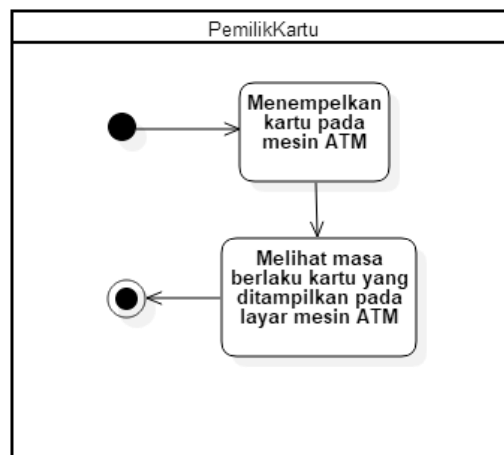 PemilikKartu
Menempelkan
kartu pada
mesin ATM
Melihat masa
berlaku kartu yang
ditampilkan pada
layar mesin ATM